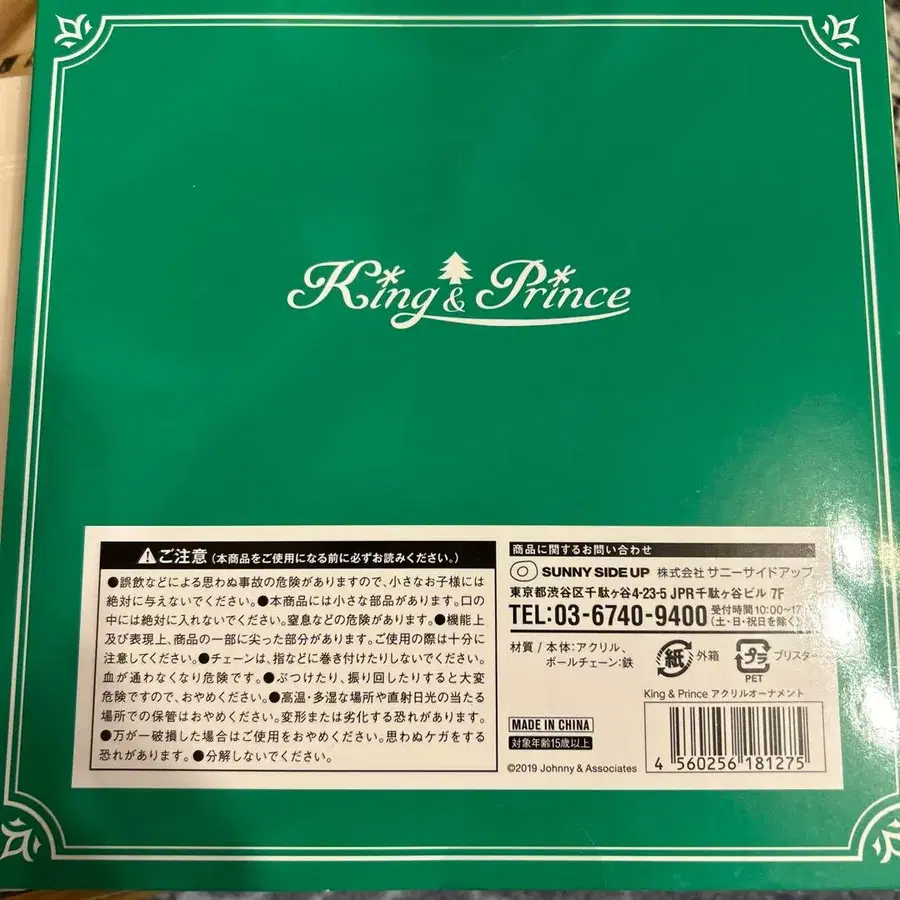 King & Prince
⚠ご注意(本商品をご使用になる前に必ずお読みください。)
●誤飲などによる思わぬ事故の危険がありますので、小さなお子様には
絶対に与えないでください。●本商品には小さな部品があります。口の
中には絶対に入れないでください。窒息などの危険があります。●機能上
及び表現上、商品の一部に尖った部分があります。ご使用の際は十分に
注意してください。●チェーンは、指などに巻き付けたりしないでください。
血が通わなくなり危険です。●ぶつけたり、振り回したりすると大変
危険ですので、おやめください。●高温・多湿な場所や直射日光の当たる
場所での保管はおやめください。変形または劣化する恐れがあります。
●万が一破損した場合はご使用をおやめください。思わぬケガをする
恐れがあります。●分解しないでください。
商品に関するお問い合わせ
SUNNY SIDE UP 株式会社 サニーサイドアップ
東京都渋谷区千駄ヶ谷4-23-5 JPR千駄ヶ谷ビル 7F
TEL:03-6740-9400 受付時間10:00~17
(土・日・祝日を除く)
材質/本体:アクリル、
ボールチェーン:鉄
紙 外箱
プラ ブリスター
PET
King & Prince アクリルオーナメント
MADE IN CHINA
対象年齢15歳以上
©2019 Johnny & Associates
4 560256 181275